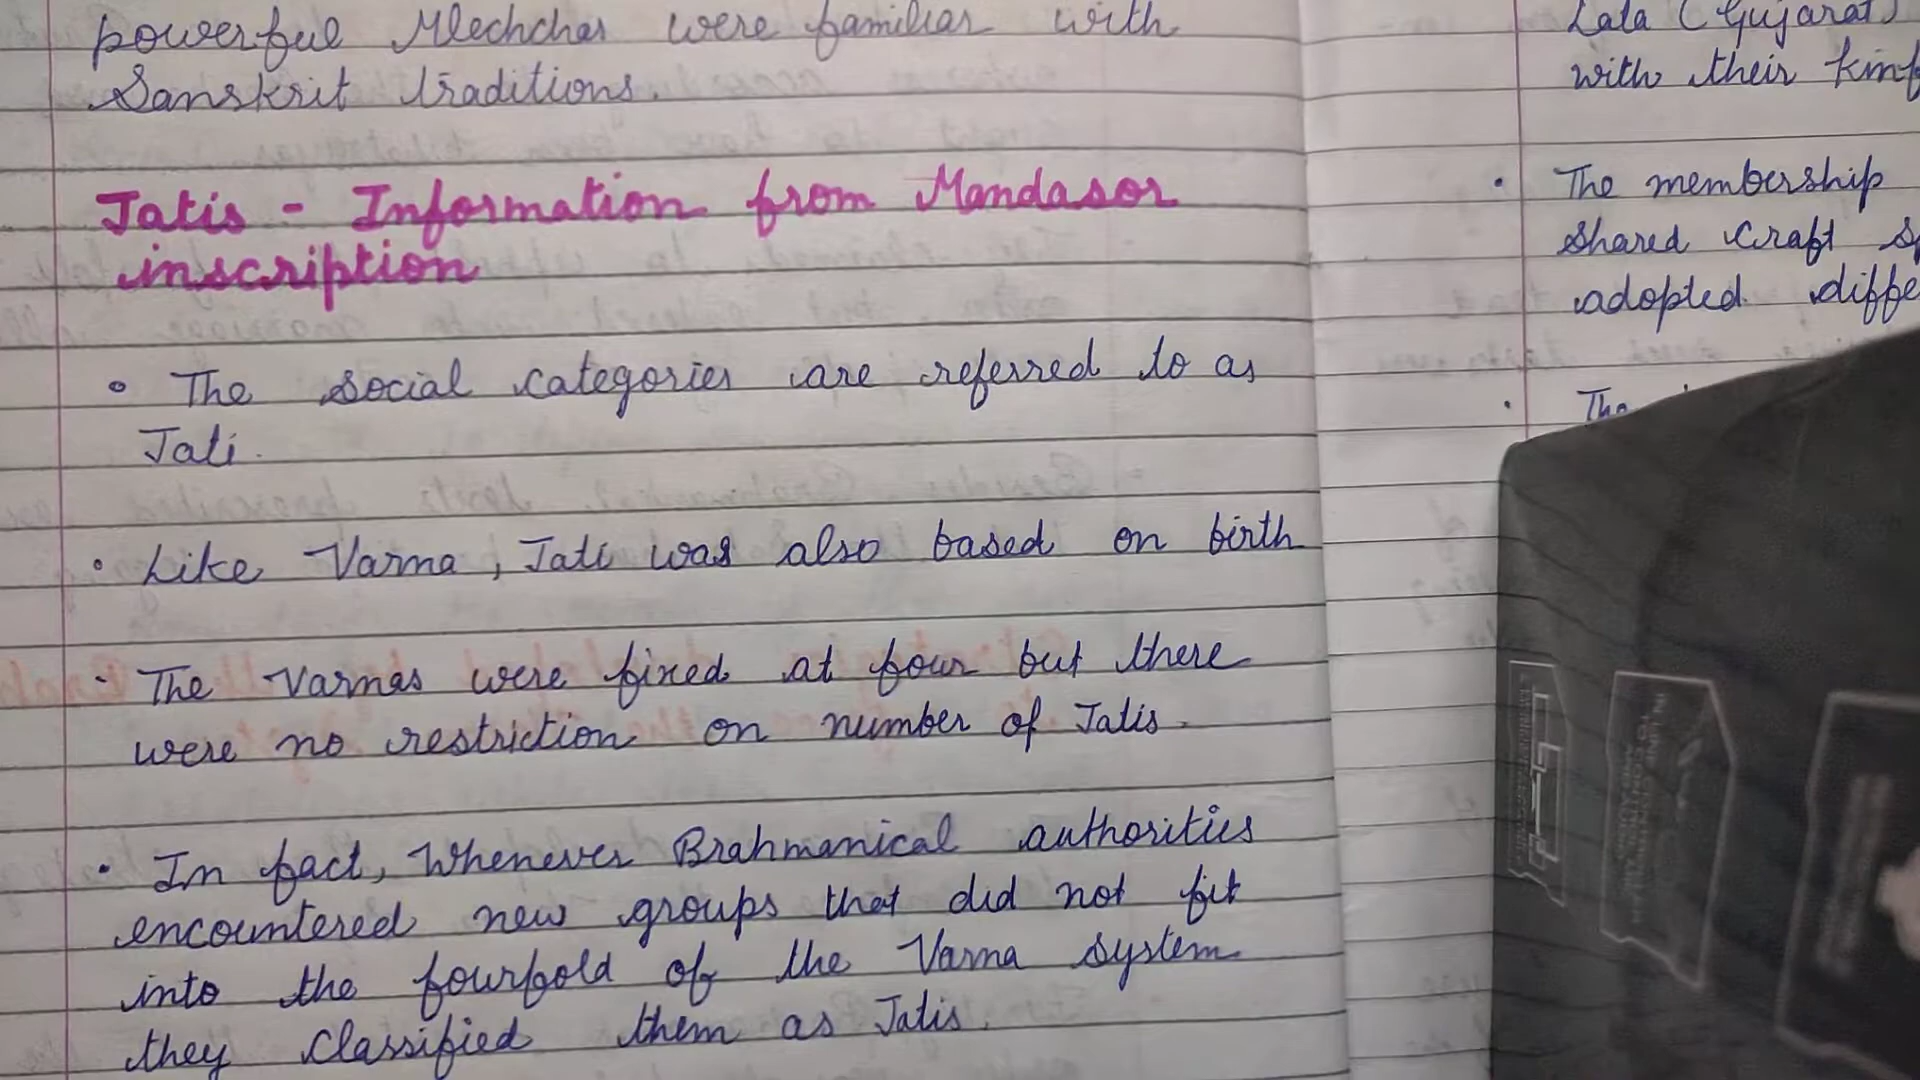 powerful Mlechchas were familiar with
Sanskrit traditions.
Jatis - Information from Mandasor
inscription
• The social categories are referred to as
Jati.
• Like Varna, Jati was also based on birth
• The Varnas were fixed at four but there
were no restriction on number of Jatis.
• In fact, Whenever Brahmanical authorities
encountered new groups that did not fit
into the fourfold of the Varna system
they classified them as Jatis.
Lata (Gujarat)
with their
• The membership
shared craft
adopted
• The